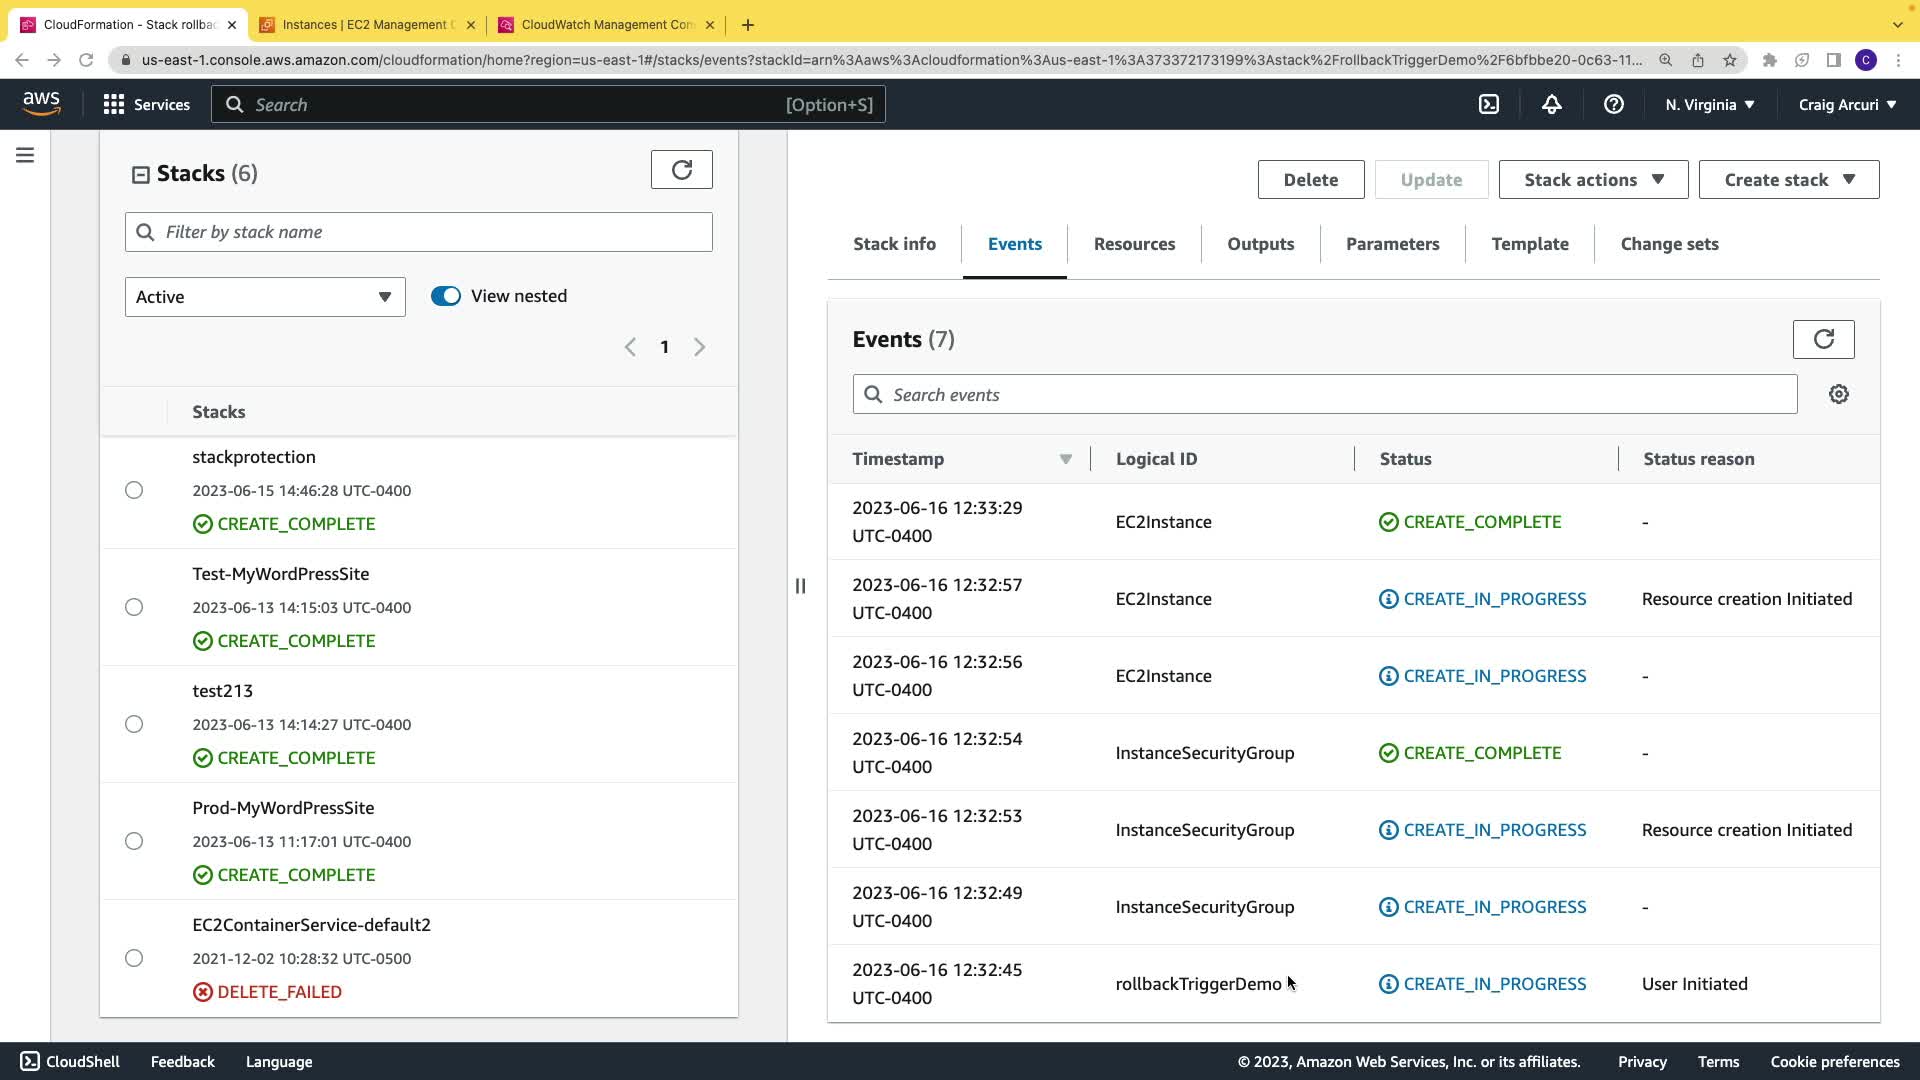 CloudFormation - Stack rollba
Instances | EC2 Management C
CloudWatch Management Con
us-east-1.console.aws.amazon.com/cloudformation/home?region=us-east-1#/stacks/events?stackId=arn%3Aaws%3Acloudformation%3Aus-east-1%3A373372173199%3Astack%2FrollbackTriggerDemo%2F6bfbbe20-0c63-11...
C
aws
Services
Search
[Option+S]
N. Virginia
Craig Arcuri
Stacks (6)
Filter by stack name
Active
View nested
1
Stacks
stackprotection
2023-06-15 14:46:28 UTC-0400
CREATE_COMPLETE
Test-MyWordPressSite
2023-06-13 14:15:03 UTC-0400
CREATE_COMPLETE
test213
2023-06-13 14:14:27 UTC-0400
CREATE_COMPLETE
Prod-MyWordPressSite
2023-06-13 11:17:01 UTC-0400
CREATE_COMPLETE
EC2ContainerService-default2
2021-12-02 10:28:32 UTC-0500
DELETE_FAILED
Delete
Update
Stack actions
Create stack
Stack info
Events
Resources
Outputs
Parameters
Template
Change sets
Events (7)
Search events
Timestamp
Logical ID
Status
Status reason
2023-06-16 12:33:29
UTC-0400
EC2Instance
CREATE_COMPLETE
-
2023-06-16 12:32:57
UTC-0400
EC2Instance
CREATE_IN_PROGRESS
Resource creation Initiated
2023-06-16 12:32:56
UTC-0400
EC2Instance
CREATE_IN_PROGRESS
-
2023-06-16 12:32:54
UTC-0400
InstanceSecurityGroup
CREATE_COMPLETE
-
2023-06-16 12:32:53
UTC-0400
InstanceSecurityGroup
CREATE_IN_PROGRESS
Resource creation Initiated
2023-06-16 12:32:49
UTC-0400
InstanceSecurityGroup
CREATE_IN_PROGRESS
-
2023-06-16 12:32:45
UTC-0400
rollbackTriggerDemo
CREATE_IN_PROGRESS
User Initiated
CloudShell
Feedback
Language
© 2023, Amazon Web Services, Inc. or its affiliates.
Privacy
Terms
Cookie preferences